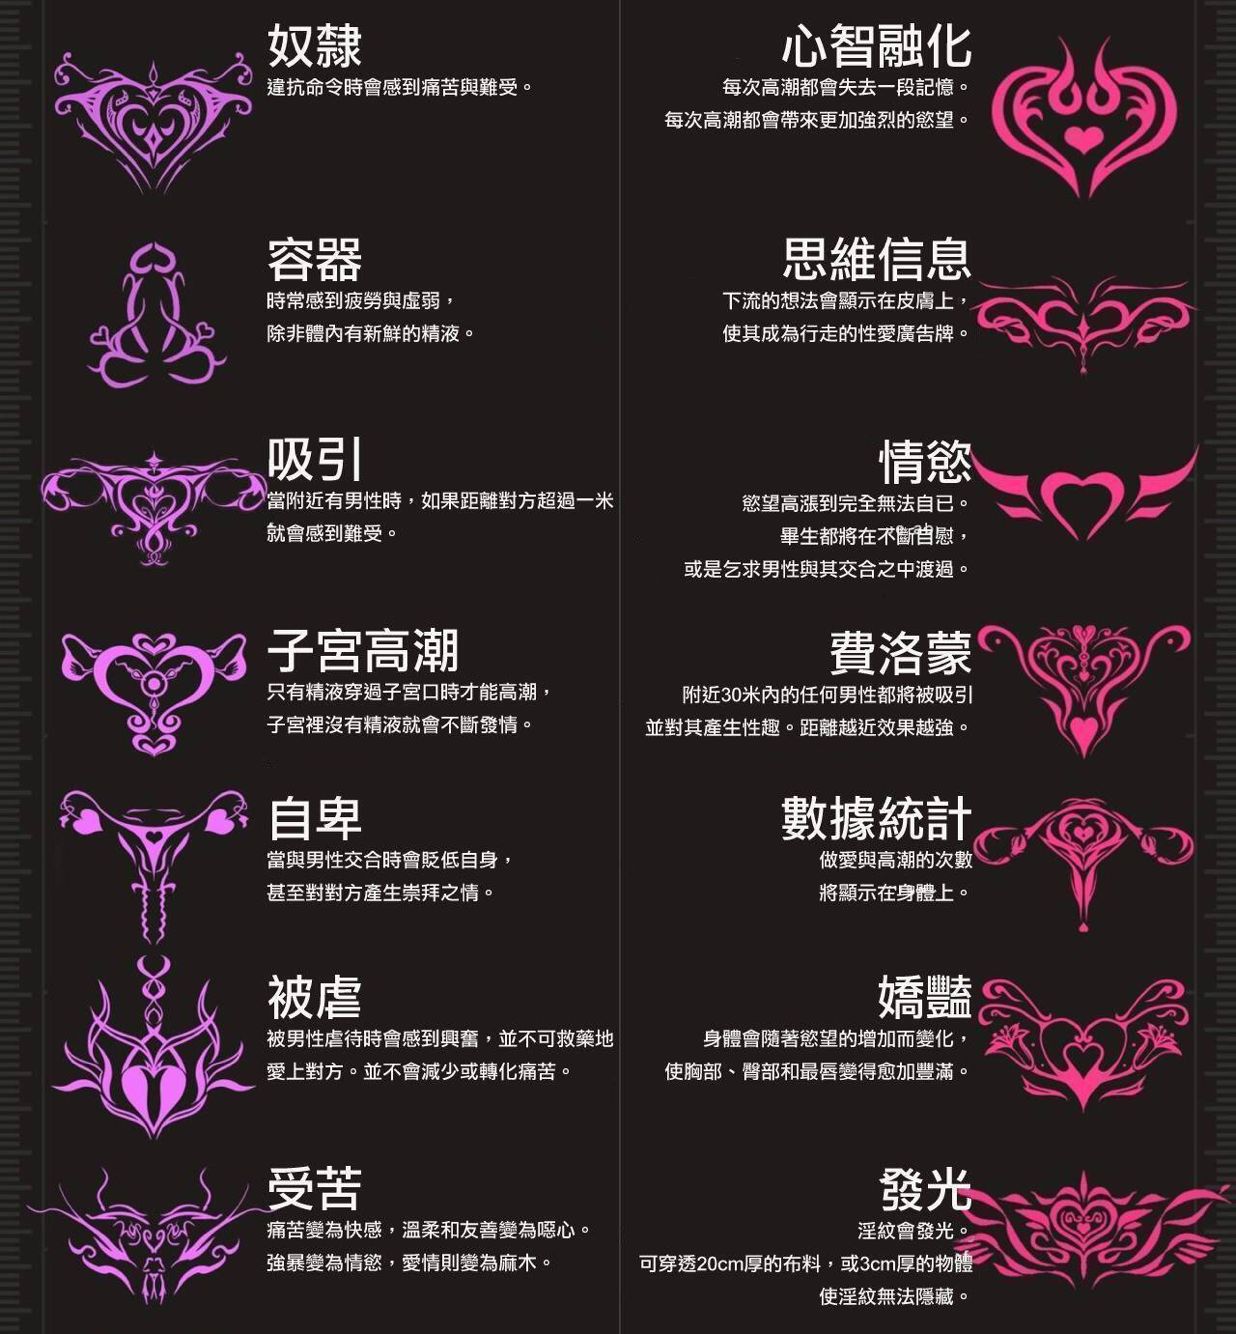 奴隸
違抗命令時會感到痛苦與難受。
容器
時常感到疲勞與虛弱，
除非體內有新鮮的精液。
吸引
當附近有男性時，如果距離對方超過一米
就會感到難受。
子宮高潮
只有精液穿過子宮口時才能高潮，
子宮裡沒有精液就會不斷發情。
自卑
當與男性交合時會貶低自身，
甚至對對方產生崇拜之情。
被虐
被男性虐待時會感到興奮，並不可救藥地
愛上對方。並不會減少或轉化痛苦。
受苦
痛苦變為快感，溫柔和友善變為噁心。
強暴變為情慾，愛情則變為麻木。
心智融化
每次高潮都會失去一段記憶。
每次高潮都會帶來更加強烈的慾望。
思維信息
下流的想法會顯示在皮膚上，
使其成為行走的性愛廣告牌。
情慾
慾望高漲到完全無法自已。
畢生都將在不斷自慰，
或是乞求男性與其交合之中渡過。
費洛蒙
附近30米內的任何男性都將被吸引
並對其產生性趣。距離越近效果越強。
數據統計
做愛與高潮的次數
將顯示在身體上。
嬌豔
身體會隨著慾望的增加而變化，
使胸部、臀部和最唇變得愈加豐滿。
發光
淫紋會發光。
可穿透20cm厚的布料，或3cm厚的物體
使淫紋無法隱藏。